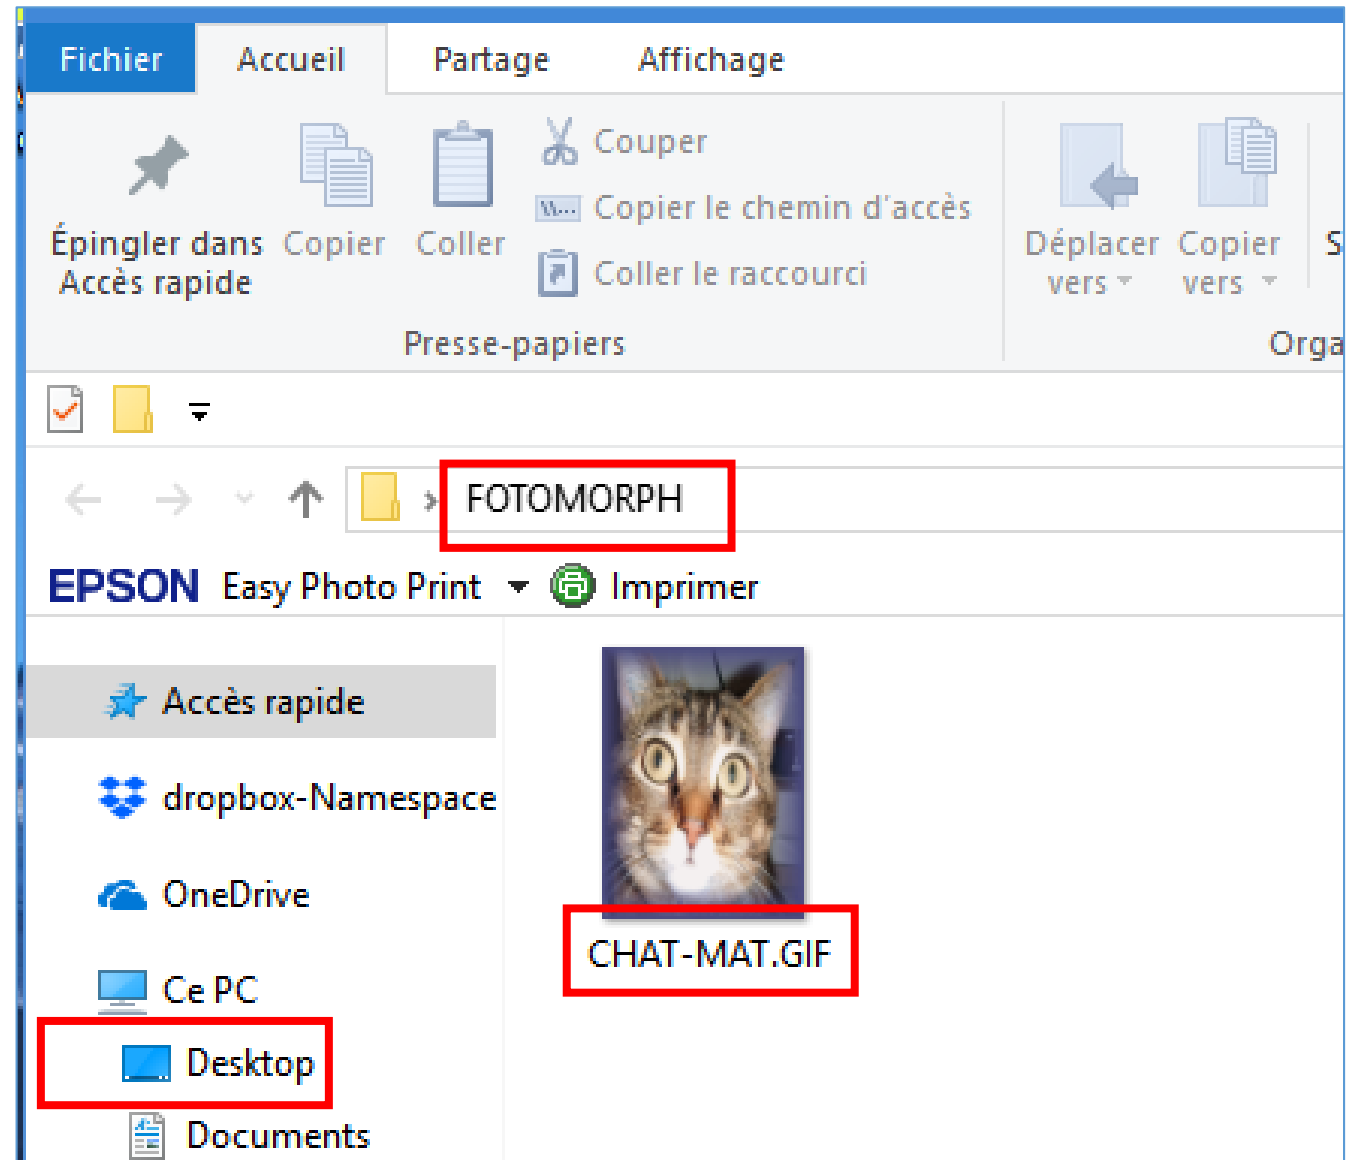 Fichier Accueil Partage Affichage
Couper
Copier le chemin d'accès
Épingler dans Accès rapide Copier Coller
Coller le raccourci
Déplacer vers Copier vers
Presse-papiers
FOTOMORPH
EPSON Easy Photo Print Imprimer
Accès rapide
dropbox-Namespace
OneDrive
CHAT-MAT.GIF
Ce PC
Desktop
Documents